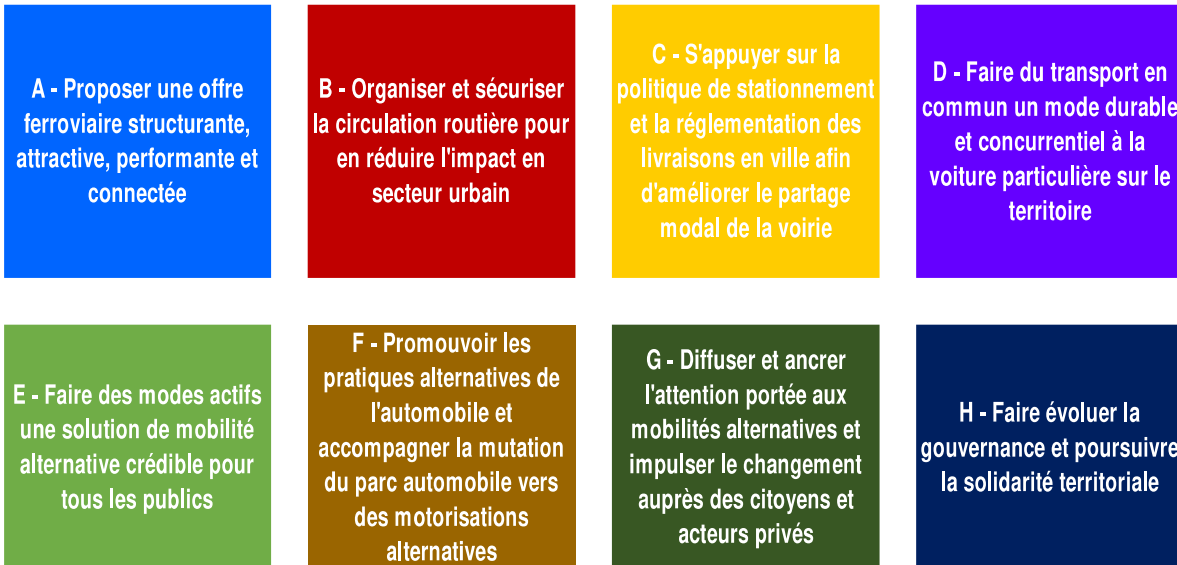 A - Proposer une offre
ferroviaire structurante,
attractive, performante et
connectée
B - Organiser et sécuriser
la circulation routière pour
en réduire l'impact en
secteur urbain
C - S'appuyer sur la
politique de stationnement
et la réglementation des
livraisons en ville afin
d'améliorer le partage
modal de la voirie
D - Faire du transport en
commun un mode durable
et concurrentiel à la
voiture particulière sur le
territoire
E - Faire des modes actifs
une solution de mobilité
alternative crédible pour
tous les publics
F - Promouvoir les
pratiques alternatives de
l'automobile et
accompagner la mutation
du parc automobile vers
des motorisations
alternatives
G - Diffuser et ancrer
l'attention portée aux
mobilités alternatives et
impulser le changement
auprès des citoyens et
acteurs privés
H - Faire évoluer la
gouvernance et poursuivre
la solidarité territoriale